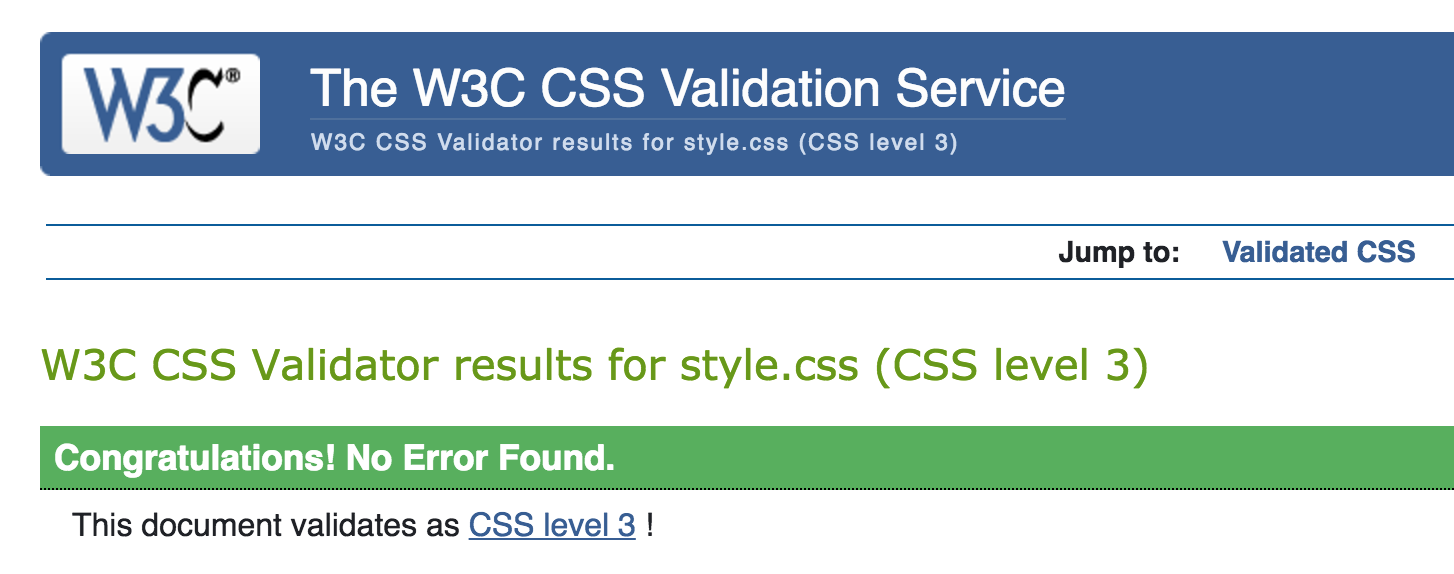 W3C®
The W3C CSS Validation Service
W3C CSS Validator results for style.css (CSS level 3)
Jump to: Validated CSS
W3C CSS Validator results for style.css (CSS level 3)
Congratulations! No Error Found.
This document validates as CSS level 3 !